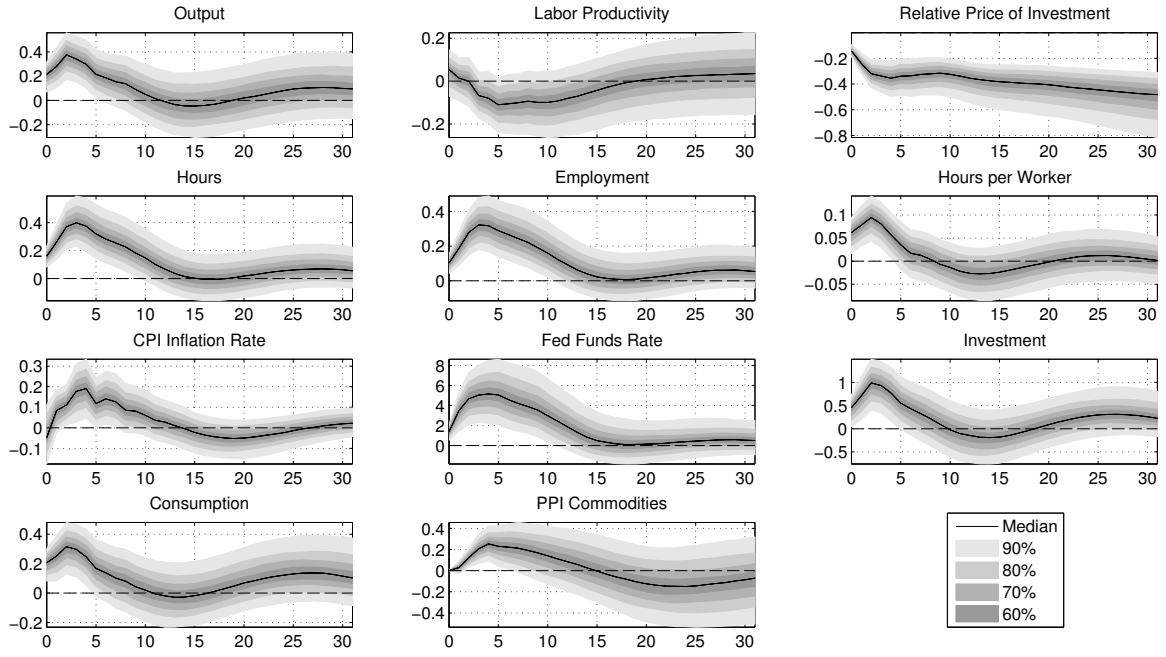 Output
0.4
0.2
0
−0.2
0 5 10 15 20 25 30
Labor Productivity
0.2
0
−0.2
0 5 10 15 20 25 30
Relative Price of Investment
−0.2
−0.4
−0.6
−0.8
0 5 10 15 20 25 30
Hours
0.4
0.2
0
0 5 10 15 20 25 30
Employment
0.4
0.2
0
0 5 10 15 20 25 30
Hours per Worker
0.1
0.05
0
−0.05
0 5 10 15 20 25 30
CPI Inflation Rate
0.3
0.2
0.1
0
−0.1
0 5 10 15 20 25 30
Fed Funds Rate
8
6
4
2
0
0 5 10 15 20 25 30
Investment
1
0.5
0
−0.5
0 5 10 15 20 25 30
Consumption
0.4
0.2
0
−0.2
0 5 10 15 20 25 30
PPI Commodities
0.4
0.2
0
−0.2
−0.4
0 5 10 15 20 25 30
Median
90%
80%
70%
60%